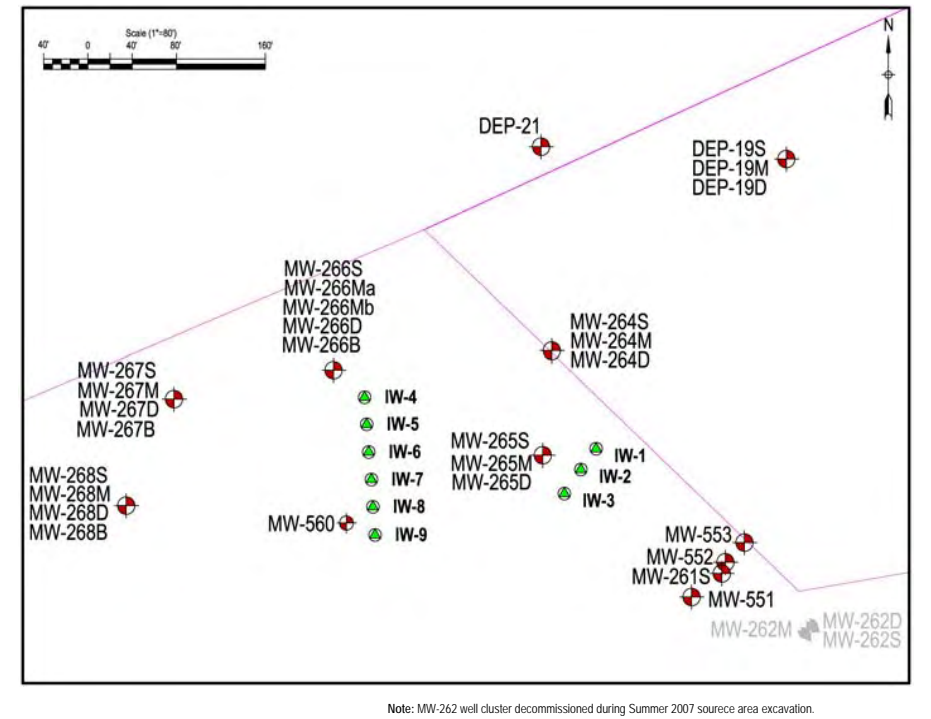 Scale (1"=80')
40' 0 40' 80' 160'
N
DEP-21
DEP-19S
DEP-19M
DEP-19D
MW-266S
MW-266Ma
MW-266Mb
MW-266D
MW-266B
MW-264S
MW-264M
MW-264D
MW-267S
MW-267M
MW-267D
MW-267B
IW-4
IW-5
IW-6
IW-7
IW-8
IW-9
MW-265S
MW-265M
MW-265D
IW-1
IW-2
IW-3
MW-268S
MW-268M
MW-268D
MW-268B
MW-560
MW-553
MW-552
MW-261S
MW-551
MW-262M
MW-262D
MW-262S
Note: MW-262 well cluster decommissioned during Summer 2007 sourece area excavation.